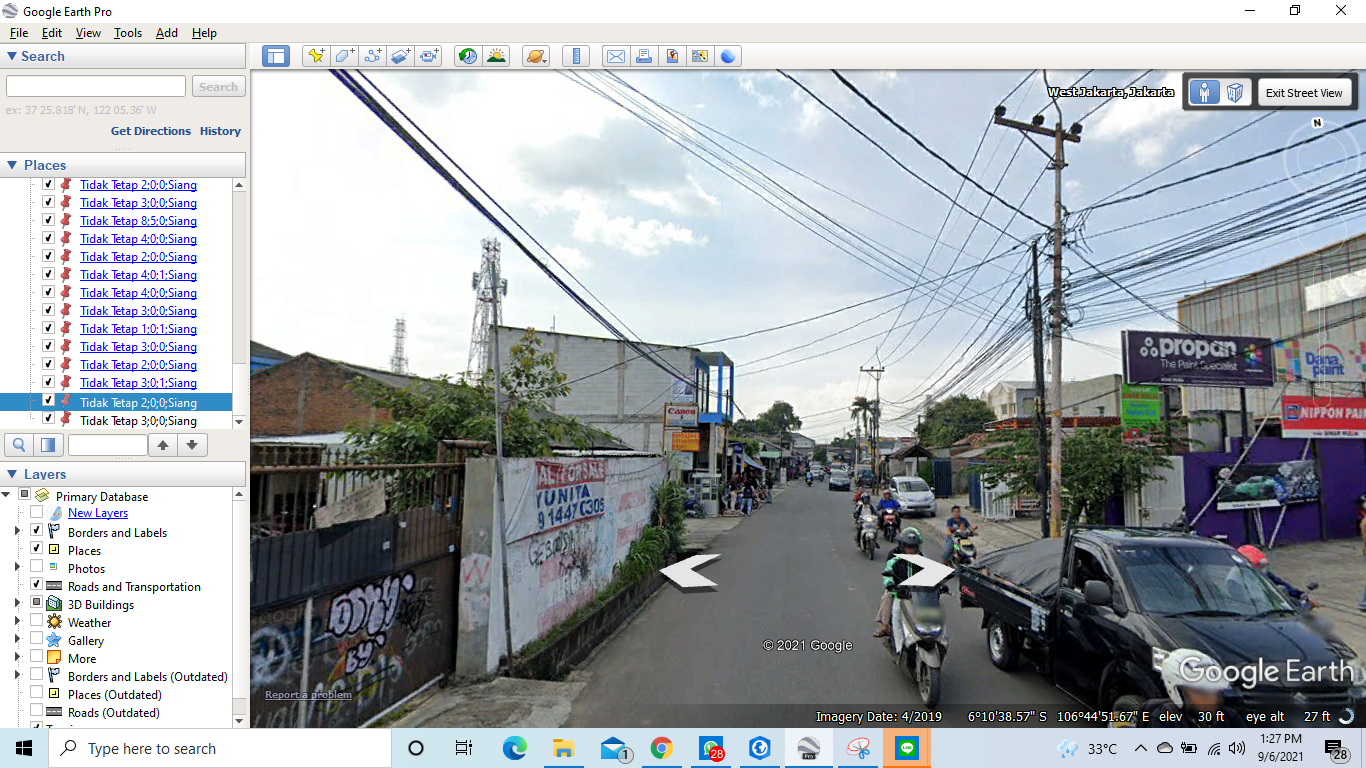 Google Earth Pro
File Edit View Tools Add Help
Search
Search
ex: 37 25.818' N, 122 05.36' W
Get Directions History
Places
Tidak Tetap 2;0;0;Siang
Tidak Tetap 3;0;0;Siang
Tidak Tetap 8;5;0;Siang
Tidak Tetap 4;0;0;Siang
Tidak Tetap 2;0;0;Siang
Tidak Tetap 4;0;1;Siang
Tidak Tetap 4;0;0;Siang
Tidak Tetap 3;0;0;Siang
Tidak Tetap 1;0;1;Siang
Tidak Tetap 3;0;0;Siang
Tidak Tetap 2;0;0;Siang
Tidak Tetap 3;0;1;Siang
Tidak Tetap 2;0;0;Siang
Tidak Tetap 3;0;0;Siang
Layers
Primary Database
New Layers
Borders and Labels
Places
Photos
Roads and Transportation
3D Buildings
Weather
Gallery
More
Borders and Labels (Outdated)
Places (Outdated)
Roads (Outdated)
West Jakarta, Jakarta
Exit Street View
N
propan
The Paint Specialist
Dana paint
NIPPON PAIN
Canon
FOR SALE
YUNITA
© 2021 Google
Google Earth
Report a problem
Imagery Date: 4/2019 6°10'38.57" S 106°44'51.67" E elev 30 ft eye alt 27 ft
Type here to search
1
28
Pro
LINE
33°C
1:27 PM
9/6/2021
28